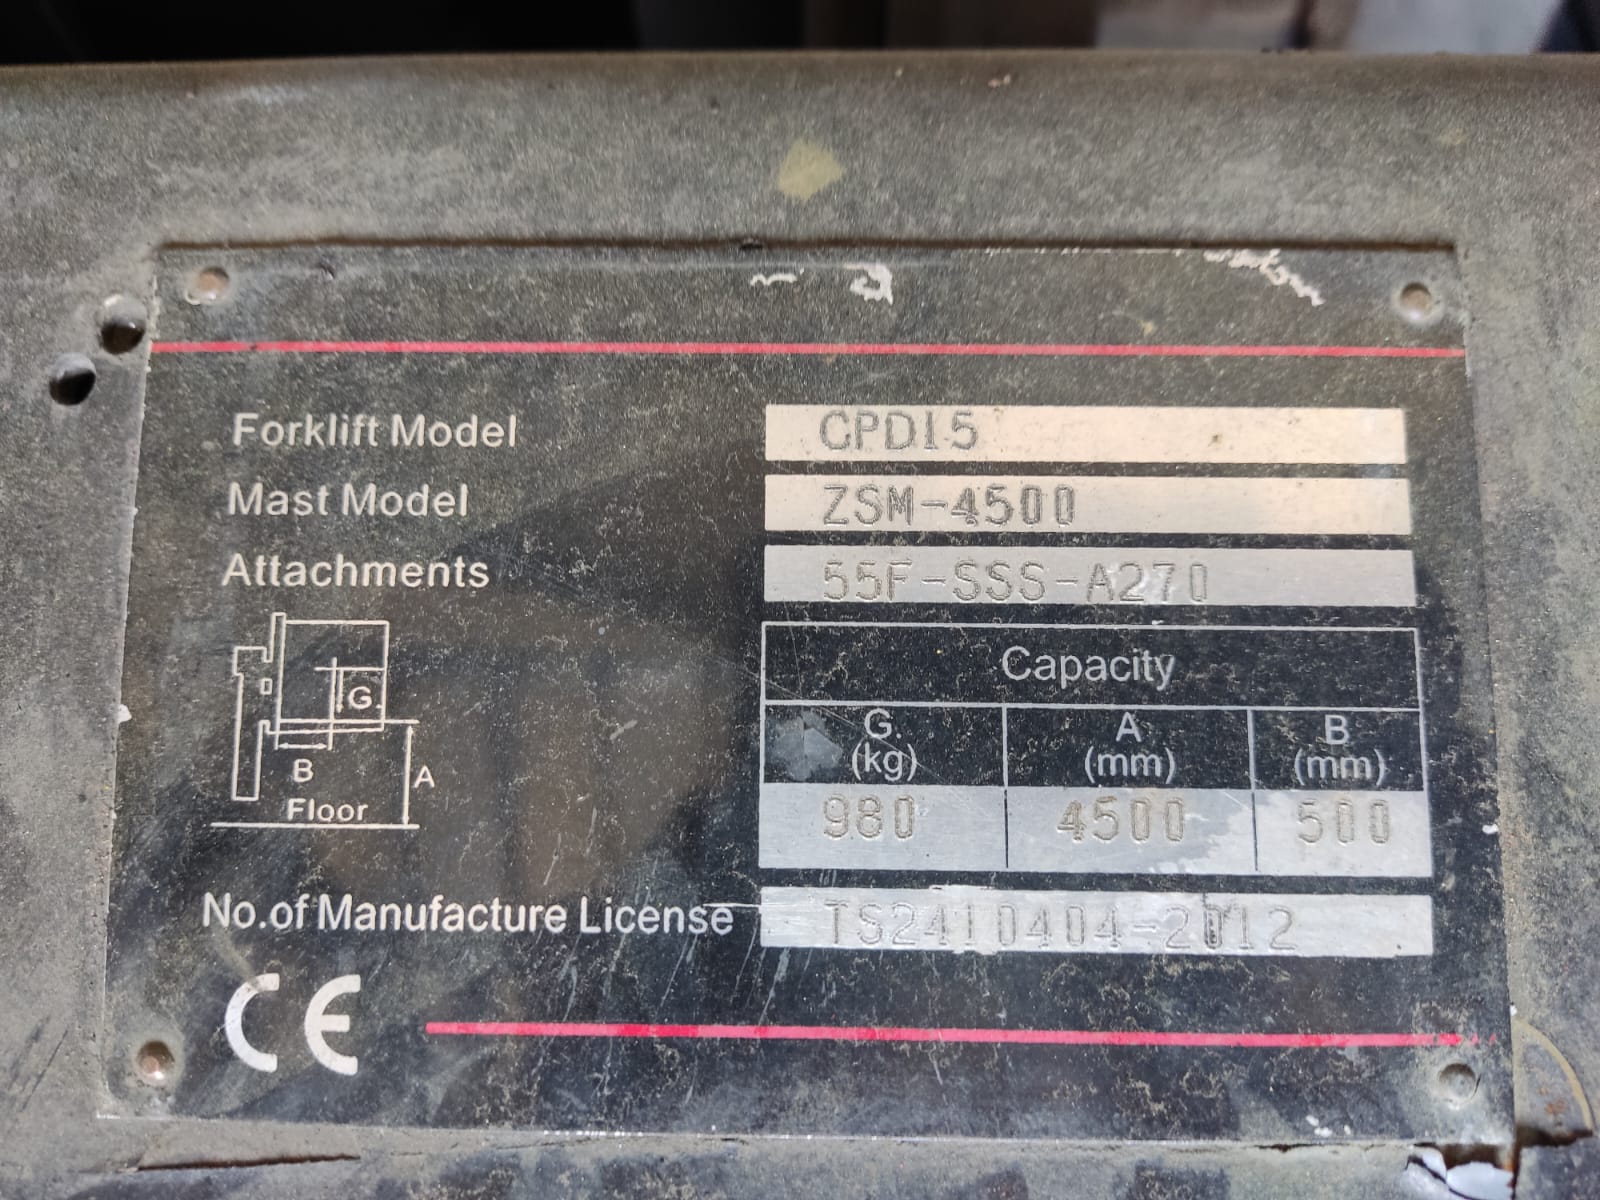 Forklift Model CPD15
Mast Model ZSM-4500
Attachments 55F-SSS-A270
G.
B
A
Floor
Capacity
G. (kg) A (mm) B (mm)
980 4500 500
No.of Manufacture License TS2410404-2012
CE